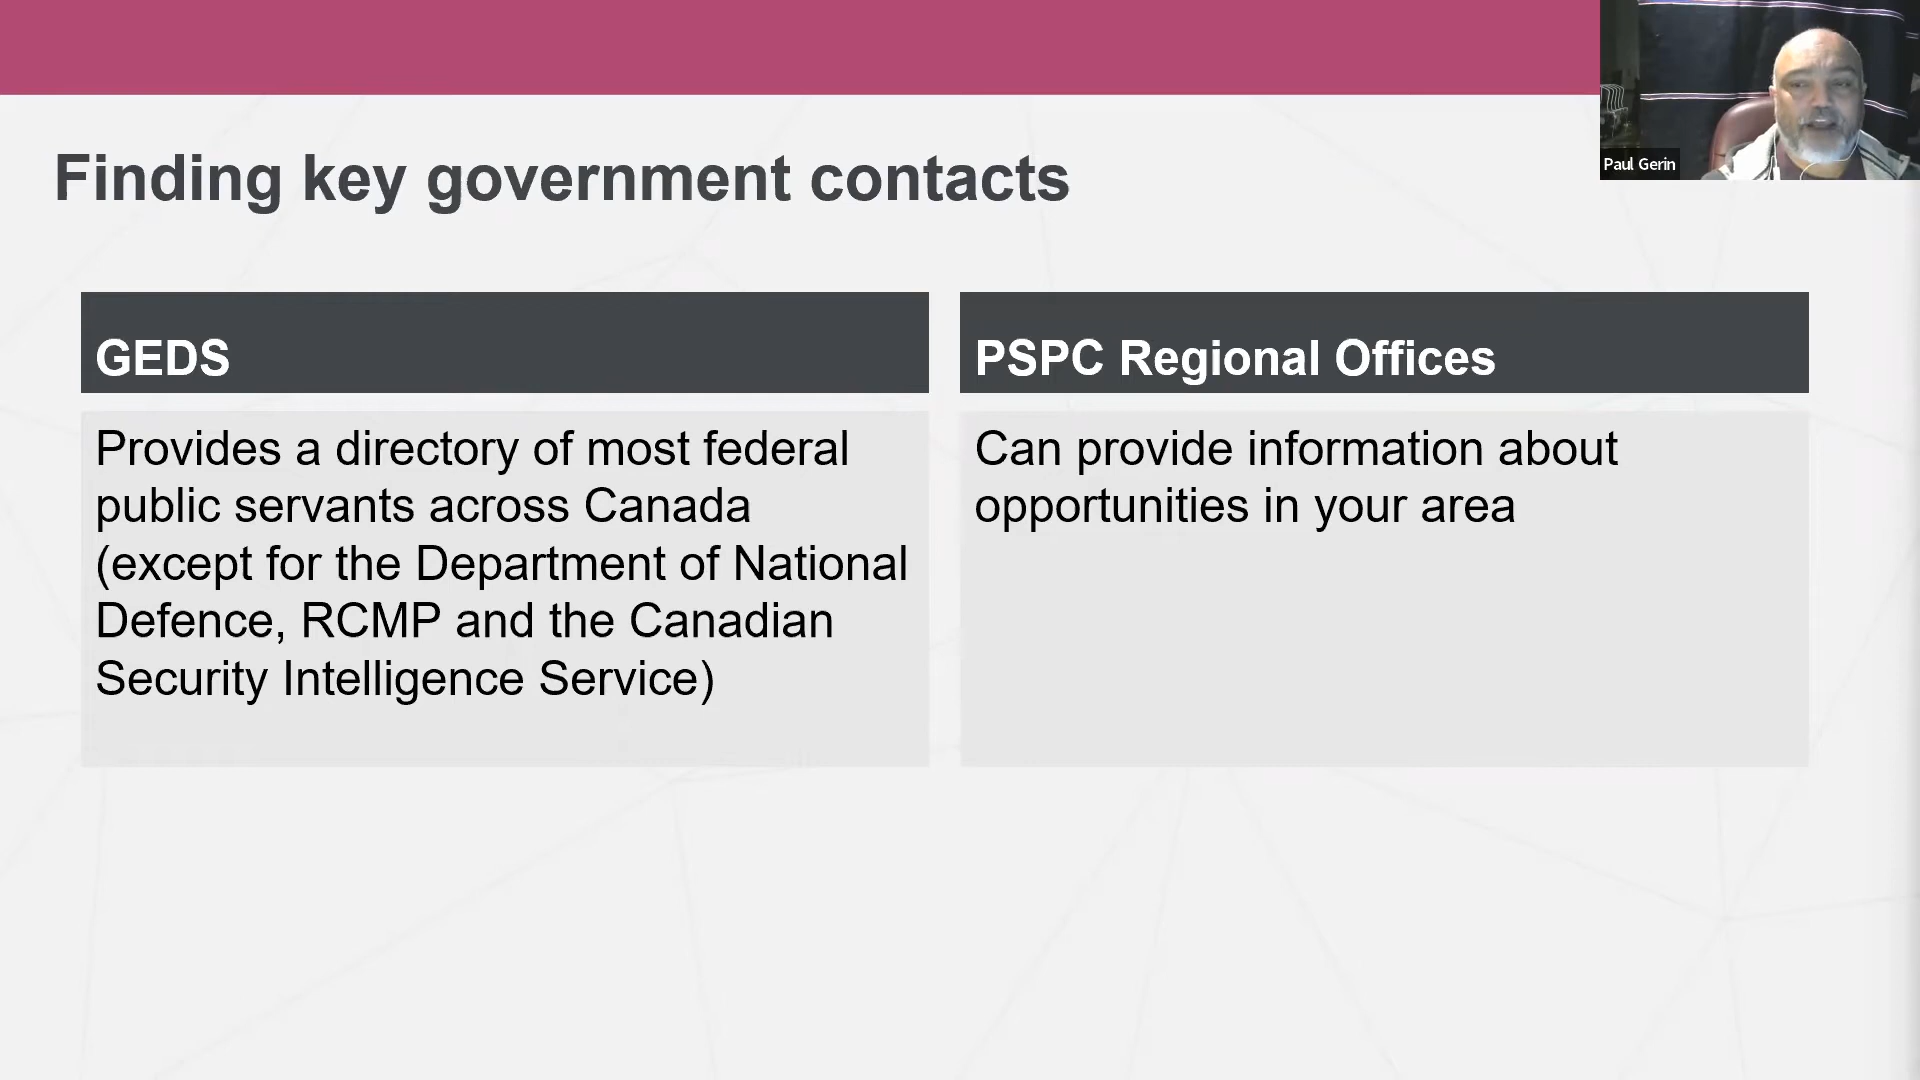 Paul Gerin
Finding key government contacts
GEDS
Provides a directory of most federal
public servants across Canada
(except for the Department of National
Defence, RCMP and the Canadian
Security Intelligence Service)
PSPC Regional Offices
Can provide information about
opportunities in your area